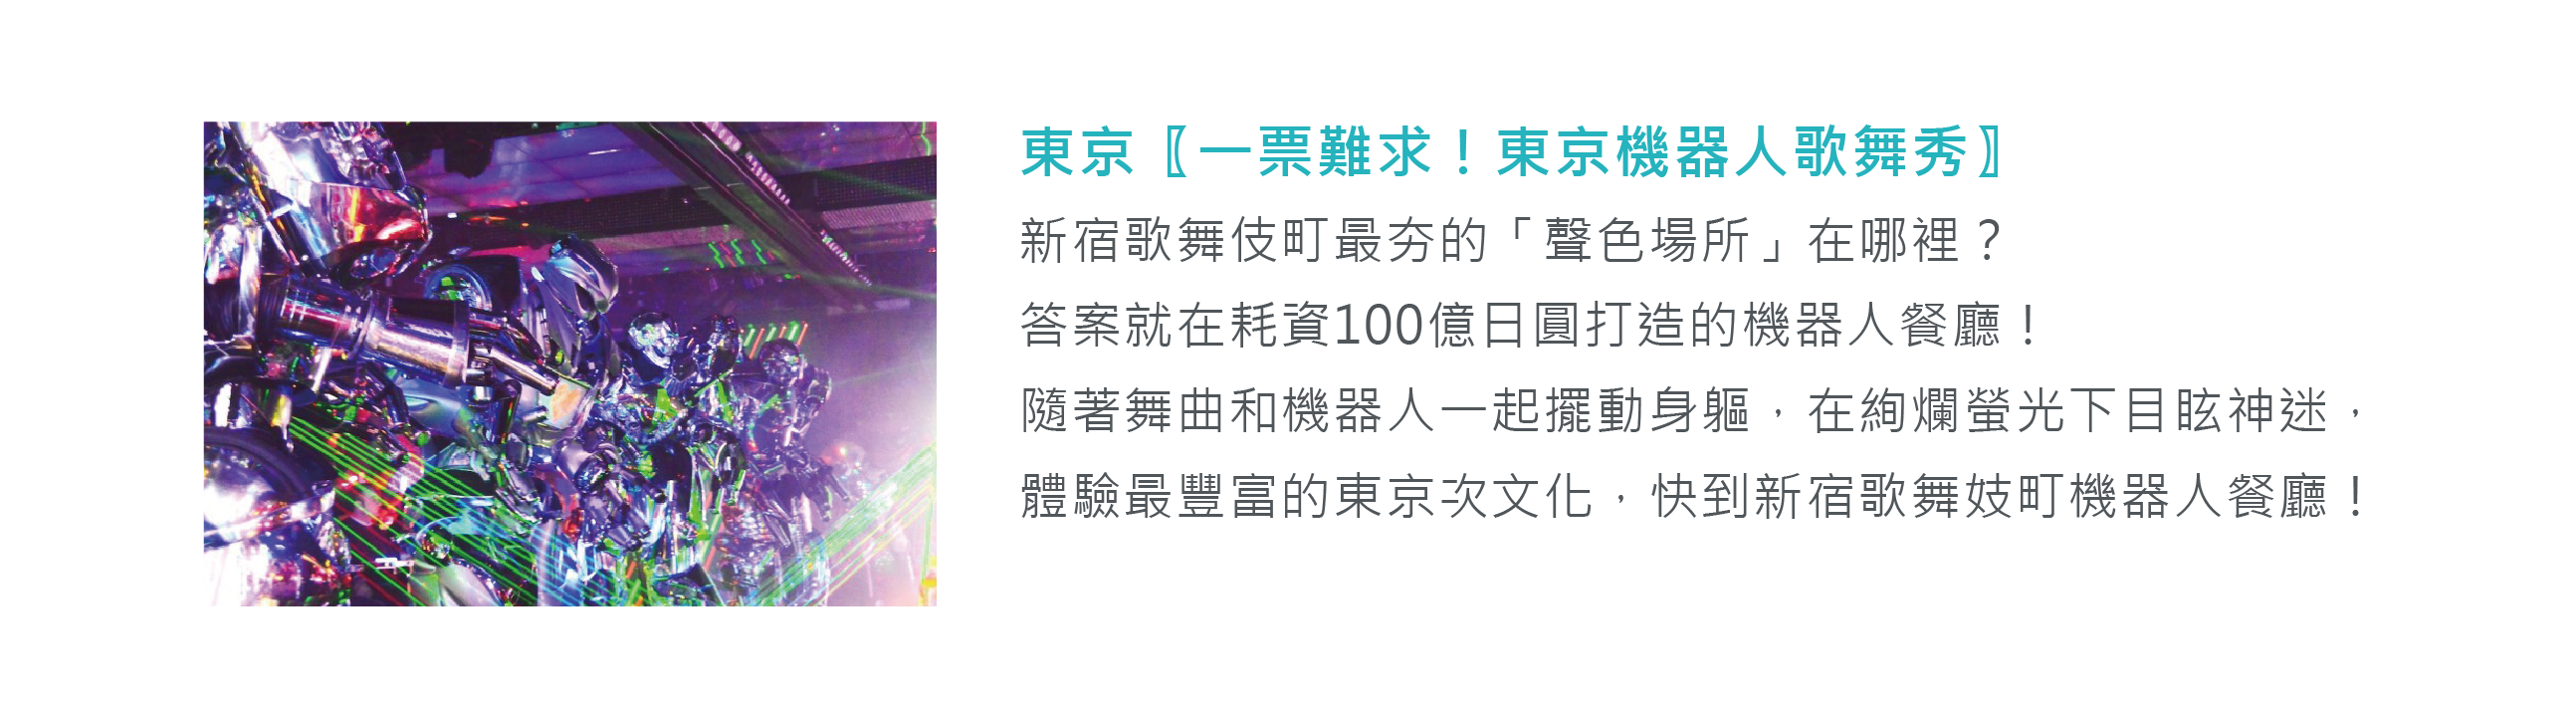 東京〖一票難求！東京機器人歌舞秀〗
新宿歌舞伎町最夯的「聲色場所」在哪裡？
答案就在耗資100億日圓打造的機器人餐廳！
隨著舞曲和機器人一起擺動身軀，在絢爛螢光下目眩神迷，
體驗最豐富的東京次文化，快到新宿歌舞妓町機器人餐廳！